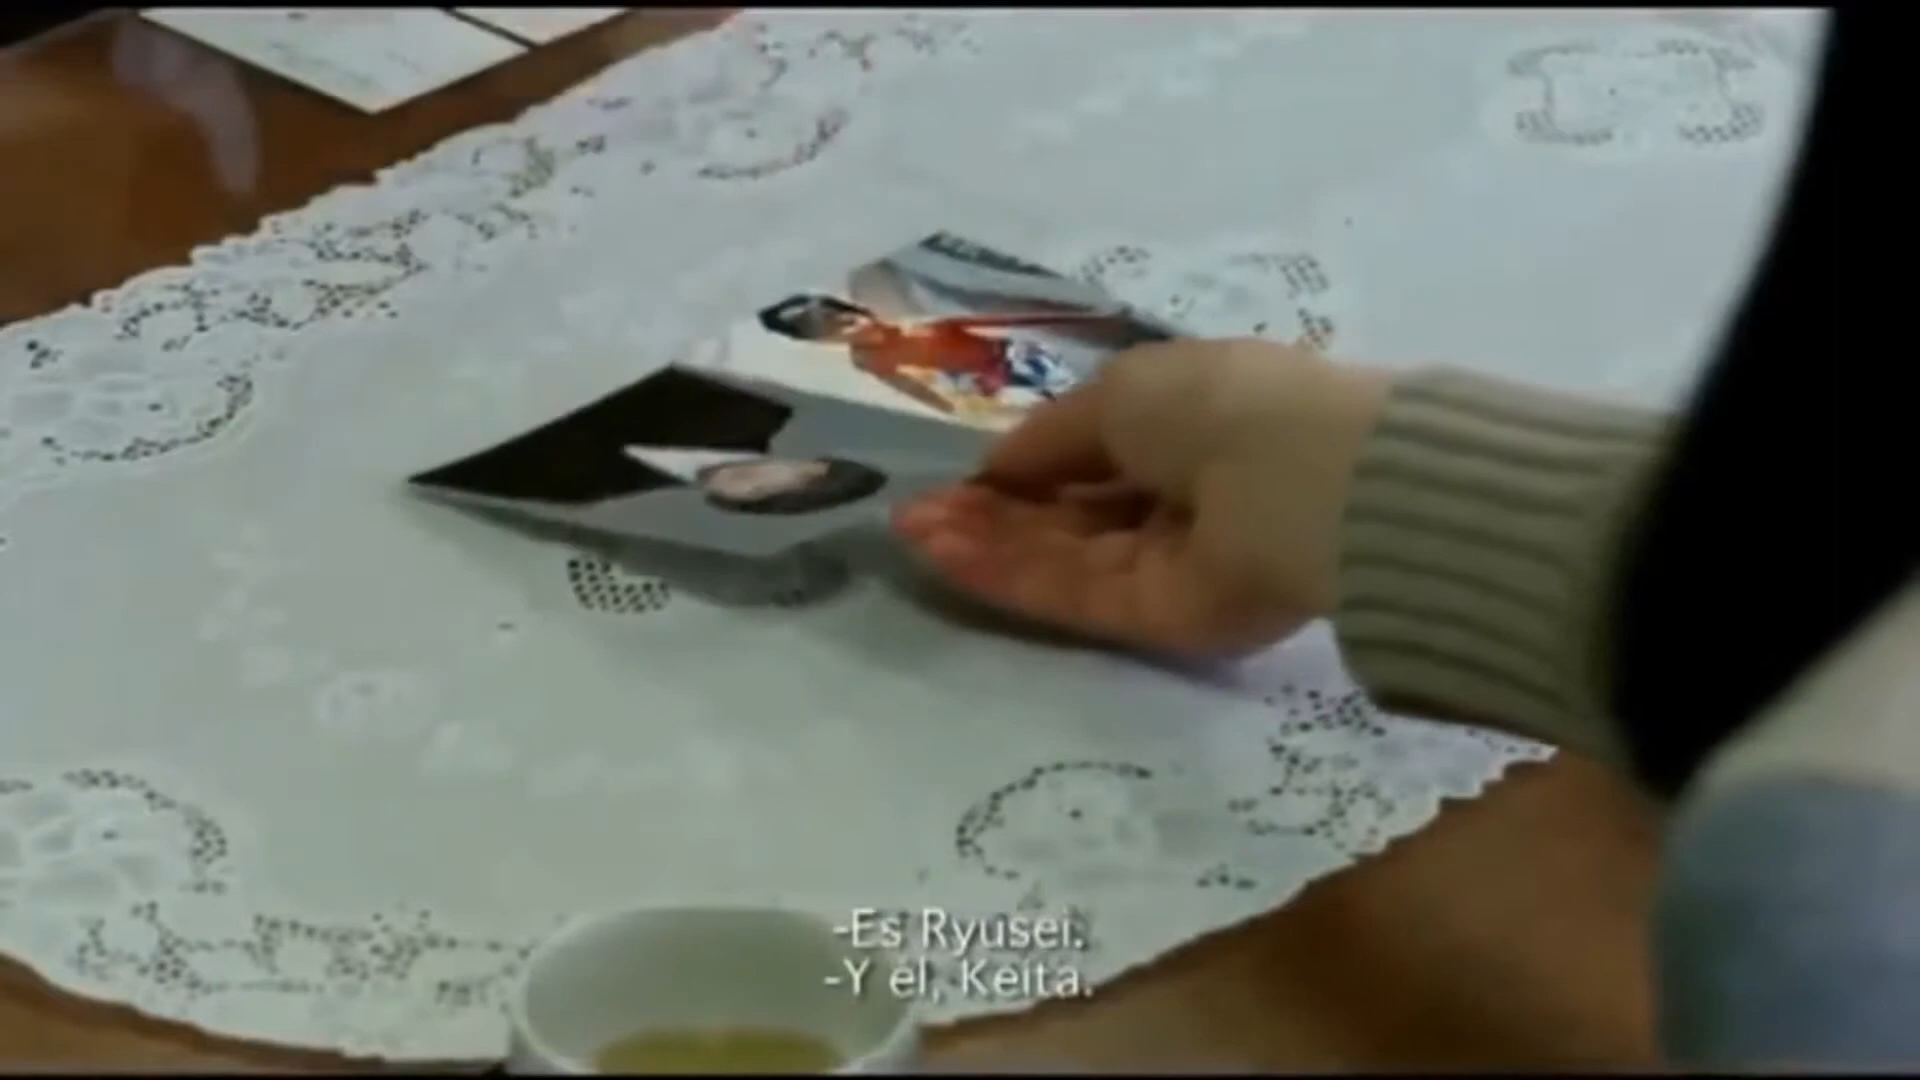 -Es Ryusei.
-Y él, Keita.